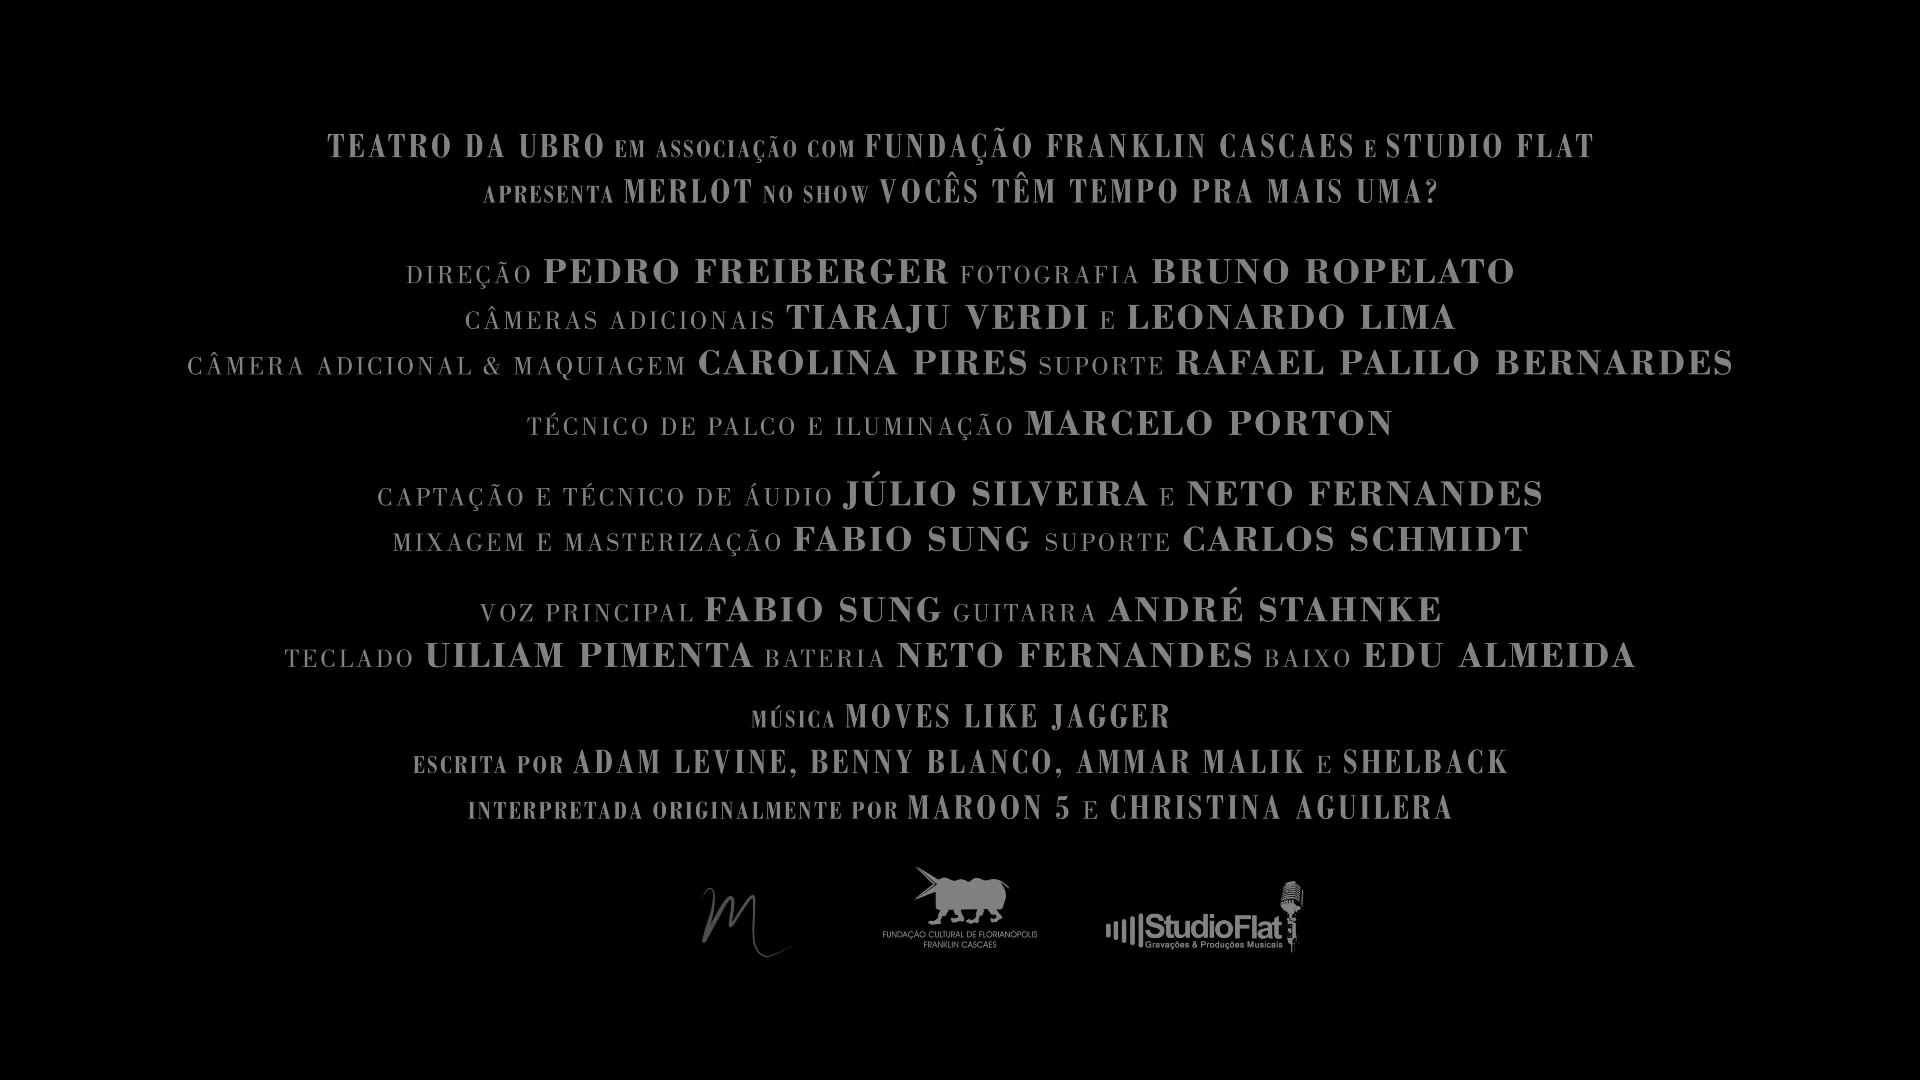 TEATRO DA UBRO EM ASSOCIAÇÃO COM FUNDAÇÃO FRANKLIN CASCAES E STUDIO FLAT
APRESENTA MERLOT NO SHOW VOCÊS TÊM TEMPO PRA MAIS UMA?
DIREÇÃO PEDRO FREIBERGER FOTOGRAFIA BRUNO ROPELATO
CÂMERAS ADICIONAIS TIARAJU VERDI E LEONARDO LIMA
CÂMERA ADICIONAL & MAQUIAGEM CAROLINA PIRES SUPORTE RAFAEL PALILO BERNARDES
TÉCNICO DE PALCO E ILUMINAÇÃO MARCELO PORTON
CAPTAÇÃO E TÉCNICO DE ÁUDIO JÚLIO SILVEIRA E NETO FERNANDES
MIXAGEM E MASTERIZAÇÃO FABIO SUNG SUPORTE CARLOS SCHMIDT
VOZ PRINCIPAL FABIO SUNG GUITARRA ANDRÉ STAHNKE
TECLADO UILIAM PIMENTA BATERIA NETO FERNANDES BAIXO EDU ALMEIDA
MÚSICA MOVES LIKE JAGGER
ESCRITA POR ADAM LEVINE, BENNY BLANCO, AMMAR MALIK E SHELBACK
INTERPRETADA ORIGINALMENTE POR MAROON 5 E CHRISTINA AGUILERA
M
FUNDAÇÃO CULTURAL DE FLORIANÓPOLIS
FRANKLIN CASCAES
StudioFlat
Gravações & Produções Musicais